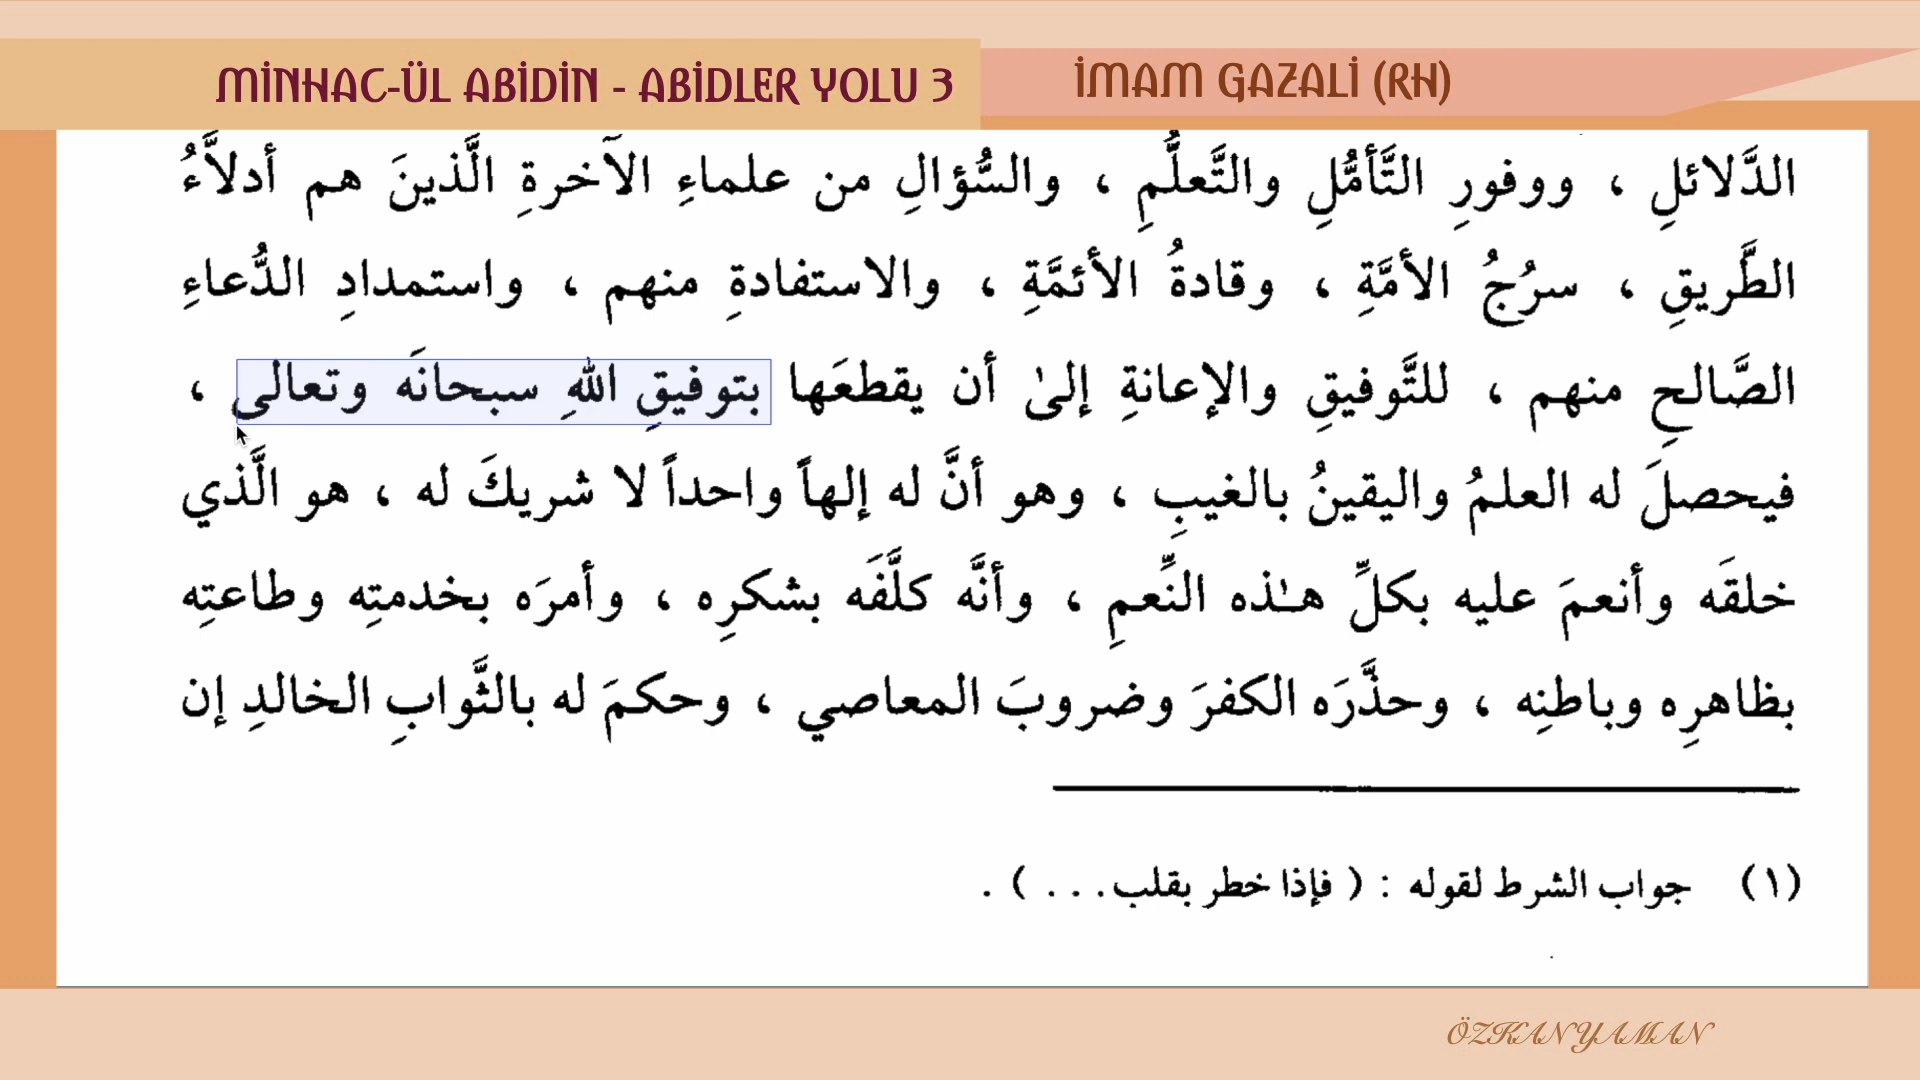 MİNHAC-ÜL ABİDİN - ABİDLER YOLU 3
İMAM GAZALİ (RH)
الدَّلائلِ ، ووفورِ التَّأمُّلِ والتَّعلُّمِ ، والسُّؤالِ من علماءِ الآخرةِ الَّذينَ هم أدلاَّءُ
الطَّريقِ ، سرُجُ الأمَّةِ ، وقادةُ الأئمَّةِ ، والاستفادةِ منهم ، واستمدادِ الدُّعاءِ
الصَّالحِ منهم ، للتَّوفيقِ والإعانةِ إلىٰ أن يقطعَها بتوفيقِ اللهِ سبحانَه وتعالى ،
فيحصلَ له العلمُ واليقينُ بالغيبِ ، وهو أنَّ له إلهاً واحداً لا شريكَ له ، هو الَّذي
خلقَه وأنعمَ عليه بكلِّ هـٰذه النِّعمِ ، وأنَّه كلَّفَه بشكرِه ، وأمرَه بخدمتِه وطاعتِه
بظاهرِه وباطنِه ، وحذَّرَه الكفرَ وضروبَ المعاصي ، وحكمَ له بالثَّوابِ الخالدِ إن
(١) جواب الشرط لقوله : ( فإذا خطر بقلب . . . ) .
ÖZKAN YAMAN